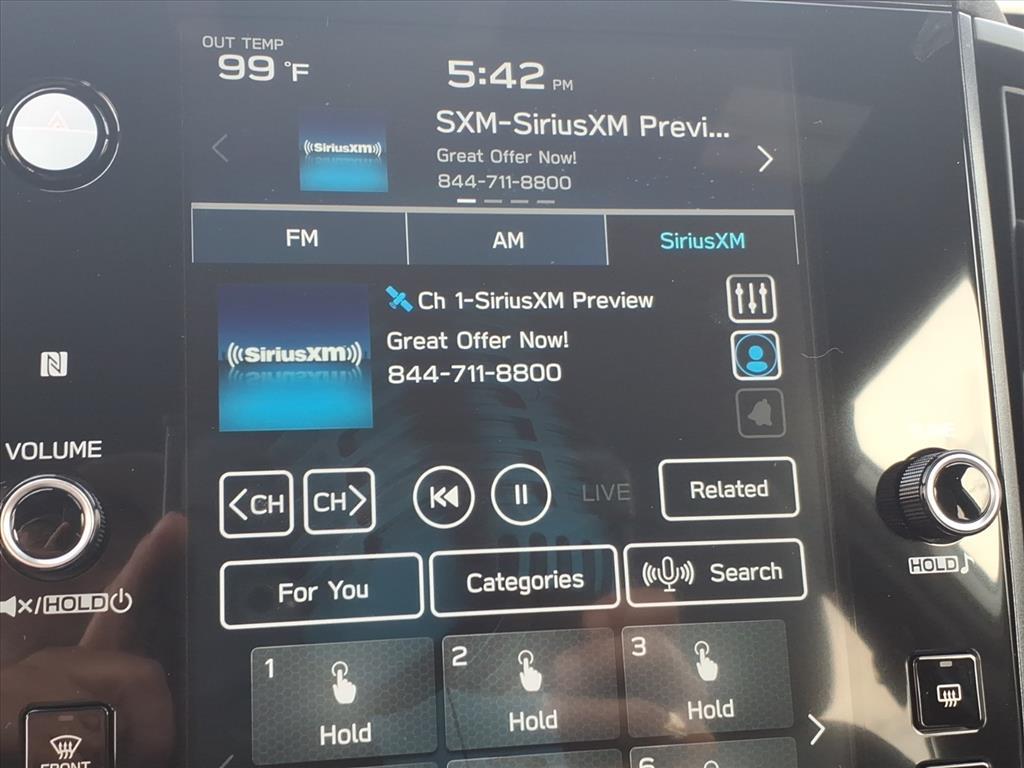 OUT TEMP
99 °F
5:42 PM
SXM-SiriusXM Previ...
((SiriusXM))
Great Offer Now!
844-711-8800
FM
AM
SiriusXM
Ch 1-SiriusXM Preview
((SiriusXM))
Great Offer Now!
844-711-8800
VOLUME
<CH
CH>
LIVE
Related
HOLD♪
For You
Categories
Search
/HOLD
1
2
3
Hold
Hold
Hold
FRONT
6